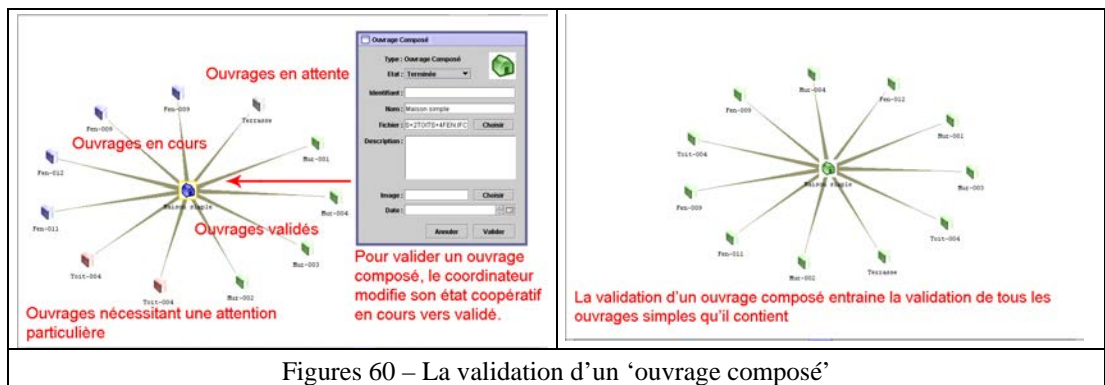 Ouvrages en attente
Ouvrages en cours
Ouvrages validés
Ouvrages nécessitant une attention
particulière
Fen-009
Fen-009
Terrasse
Mur-001
Fen-012
Mur-004
Maison simple
Fen-011
Mur-003
Toit-004
Toit-004
Mur-002
Ouvrage Composé
Type : Ouvrage Composé
Etat : Terminée
Identifiant :
Nom : Maison simple
Fichier : S+2TOITS+4FEN.IFC Choisir
Description :
Image : Choisir
Date :
Annuler Valider
Pour valider un ouvrage
composé, le coordinateur
modifie son état coopératif
en cours vers validé.
Mur-004
Fen-012
Fen-009
Mur-001
Toit-004
Mur-003
Maison simple
Fen-009
Toit-004
Fen-011
Terrasse
Mur-002
La validation d'un ouvrage composé entraine la validation de tous les
ouvrages simples qu'il contient
Figures 60 – La validation d'un 'ouvrage composé'